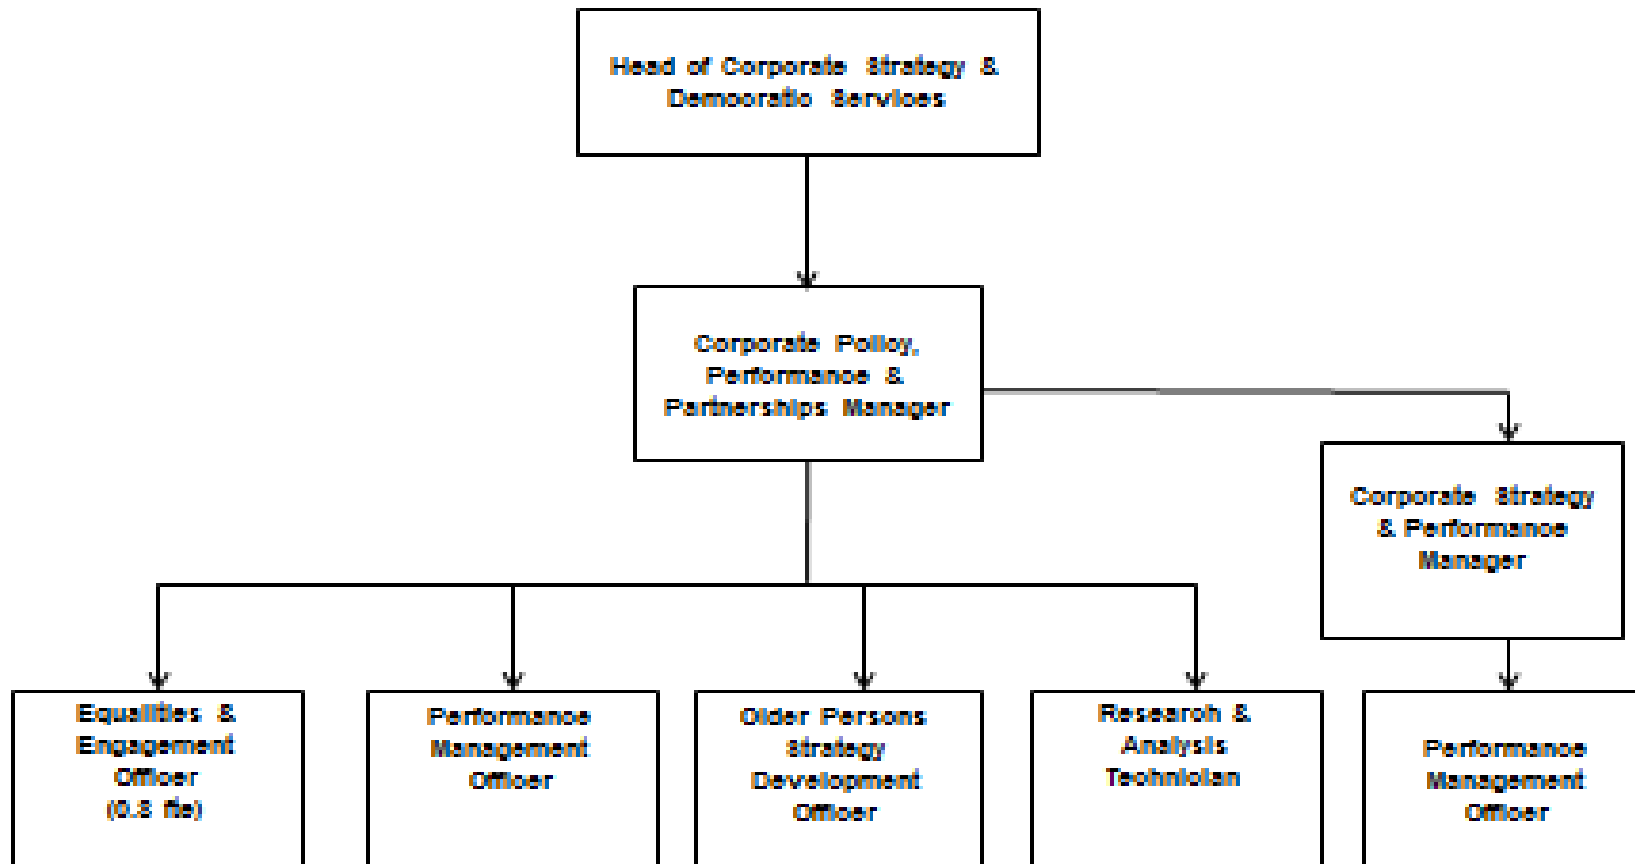 Head of Corporate Strategy &
Democratic Services
Corporate Policy,
Performance &
Partnerships Manager
Corporate Strategy
& Performance
Manager
Equalities &
Engagement
Officer
(0.8 fte)
Performance
Management
Officer
Older Persons
Strategy
Development
Officer
Research &
Analysis
Technician
Performance
Management
Officer